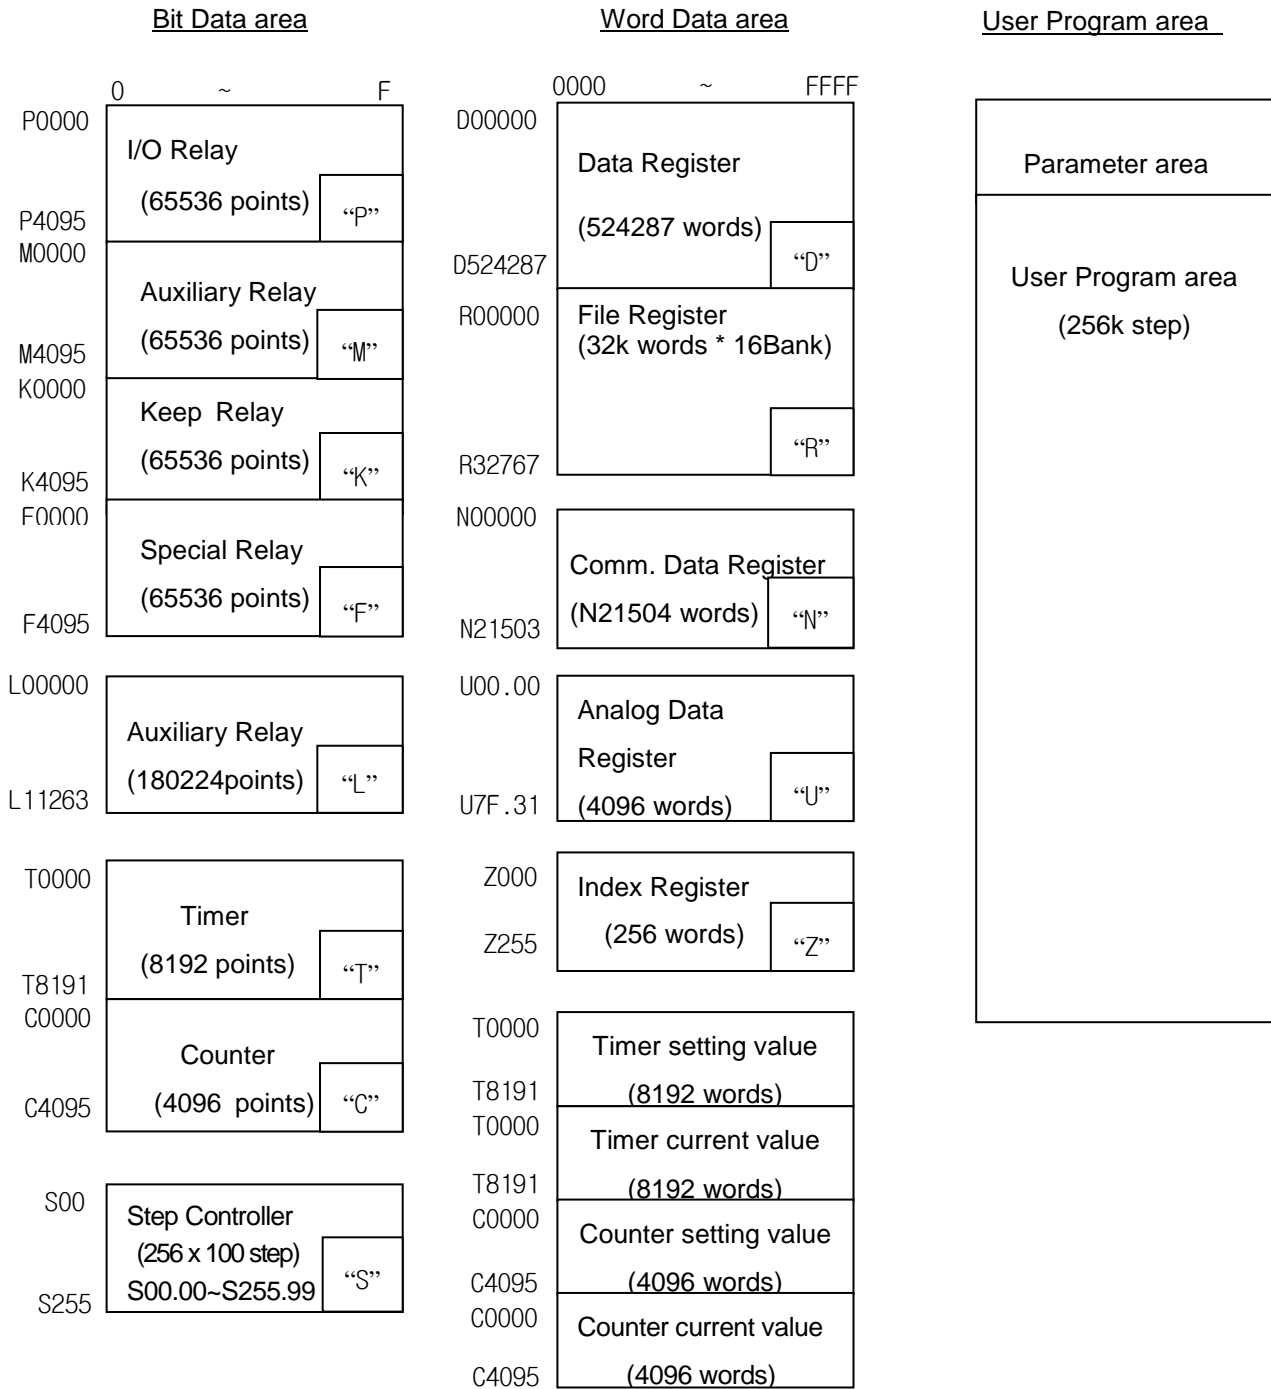 Bit Data area
0 ~ F
P0000
I/O Relay
(65536 points)
“P”
P4095
M0000
Auxiliary Relay
(65536 points)
“M”
M4095
K0000
Keep Relay
(65536 points)
“K”
K4095
F0000
Special Relay
(65536 points)
“F”
F4095
L00000
Auxiliary Relay
(180224points)
“L”
L11263
T0000
Timer
(8192 points)
“T”
T8191
C0000
Counter
(4096 points)
“C”
C4095
S00
Step Controller
(256 x 100 step)
S00.00~S255.99
“S”
S255
Word Data area
0000 ~ FFFF
D00000
Data Register
(524287 words)
“D”
D524287
R00000
File Register
(32k words * 16Bank)
“R”
R32767
N00000
Comm. Data Register
(N21504 words)
“N”
N21503
U00.00
Analog Data
Register
(4096 words)
“U”
U7F.31
Z000
Index Register
(256 words)
“Z”
Z255
T0000
Timer setting value
(8192 words)
T8191
T0000
Timer current value
(8192 words)
T8191
C0000
Counter setting value
(4096 words)
C4095
C0000
Counter current value
(4096 words)
C4095
User Program area
Parameter area
User Program area
(256k step)